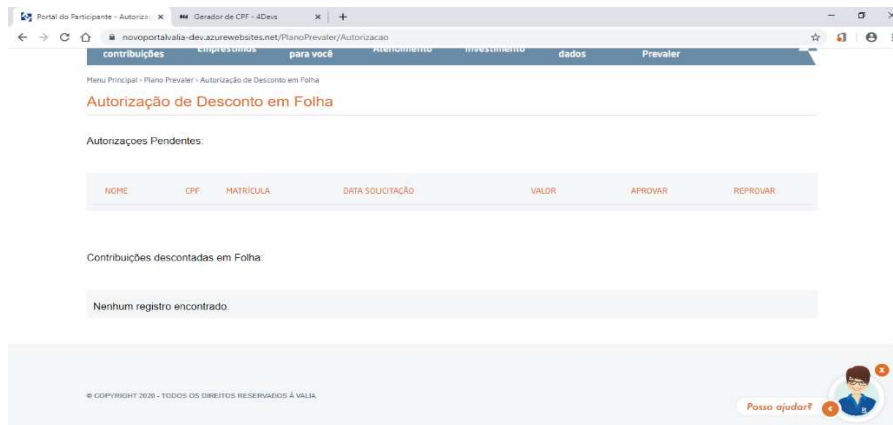 Portal do Participante - Autoriza
Gerador de CPF - 4Devs
novoportalvalia-dev.azurewebsites.net/PlanoPrevaler/Autorizacao
contribuições Empréstimos para você Atendimento Investimento dados Prevaler
Menu Principal › Plano Prevaler › Autorização de Desconto em Folha
Autorização de Desconto em Folha
Autorizaçoes Pendentes:
NOME CPF MATRÍCULA DATA SOLICITAÇÃO VALOR APROVAR REPROVAR
Contribuições descontadas em Folha:
Nenhum registro encontrado.
© COPYRIGHT 2020 - TODOS OS DIREITOS RESERVADOS À VALIA
Posso ajudar?